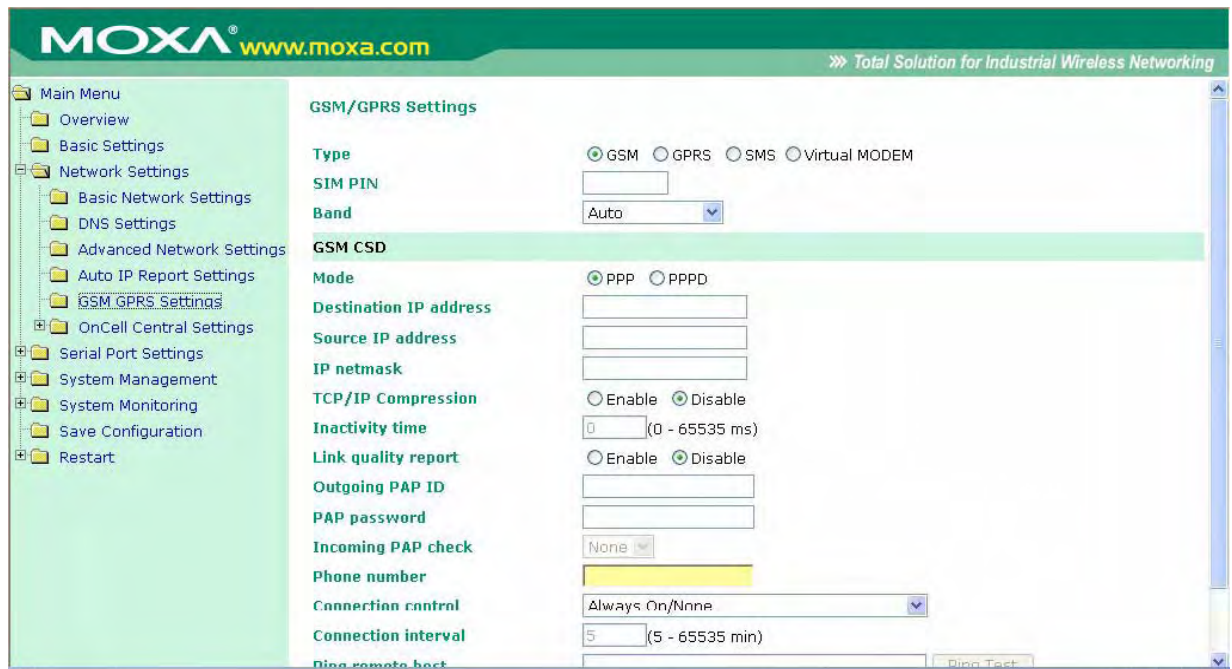 MOXA® www.moxa.com
Total Solution for Industrial Wireless Networking
Main Menu
Overview
Basic Settings
Network Settings
Basic Network Settings
DNS Settings
Advanced Network Settings
Auto IP Report Settings
GSM GPRS Settings
OnCell Central Settings
Serial Port Settings
System Management
System Monitoring
Save Configuration
Restart
GSM/GPRS Settings
Type GSM GPRS SMS Virtual MODEM
SIM PIN
Band Auto
GSM CSD
Mode PPP PPPD
Destination IP address
Source IP address
IP netmask
TCP/IP Compression Enable Disable
Inactivity time 0 (0 - 65535 ms)
Link quality report Enable Disable
Outgoing PAP ID
PAP password
Incoming PAP check None
Phone number
Connection control Always On/None
Connection interval 5 (5 - 65535 min)
Ping remote host Ping Test